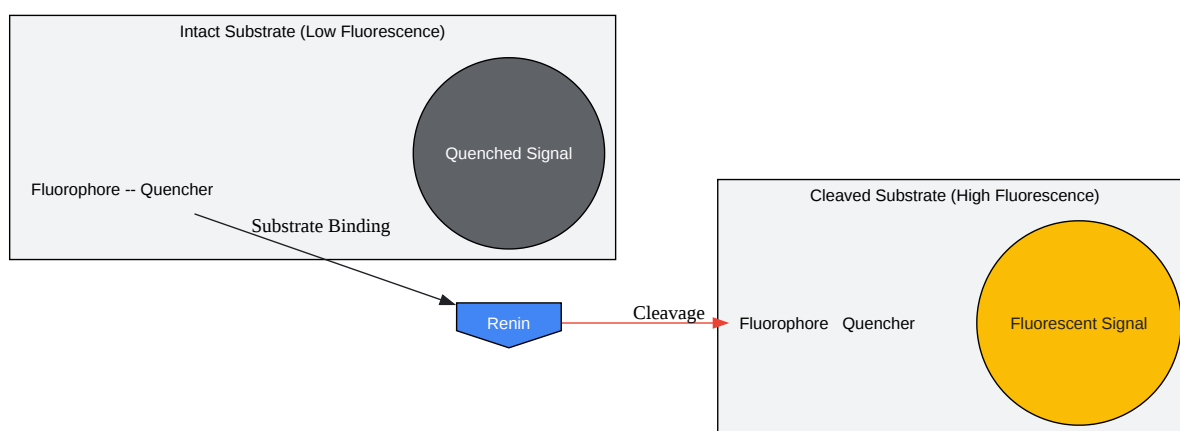 Intact Substrate (Low Fluorescence)
Quenched Signal
Fluorophore -- Quencher
Substrate Binding
Renin
Cleavage
Cleaved Substrate (High Fluorescence)
Fluorophore   Quencher
Fluorescent Signal